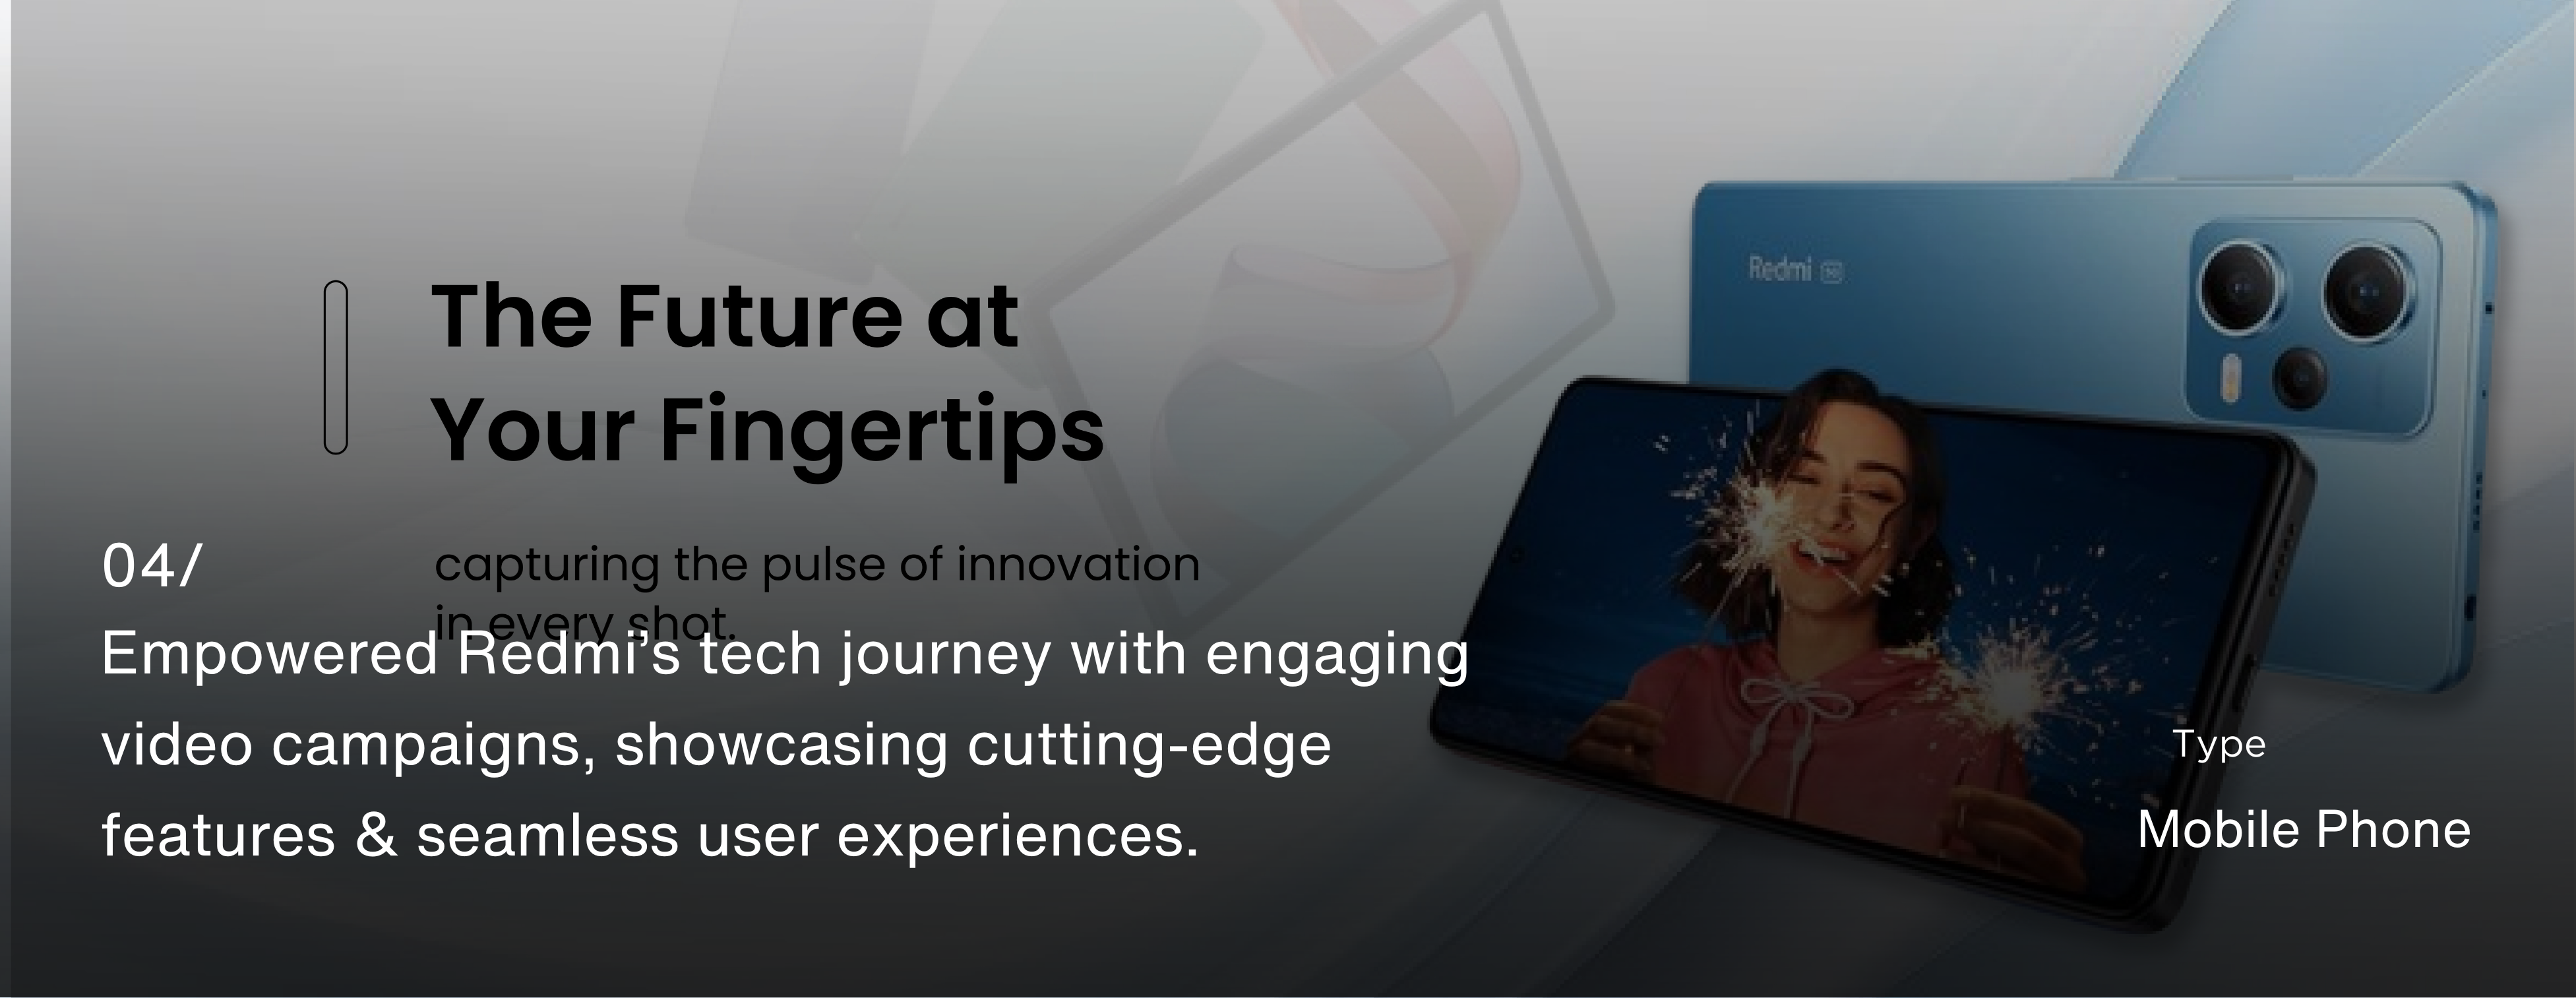 The Future at
Your Fingertips
capturing the pulse of innovation
in every shot.
04/
Empowered Redmi’s tech journey with engaging
video campaigns, showcasing cutting-edge
features & seamless user experiences.
Redmi 5G
Type
Mobile Phone